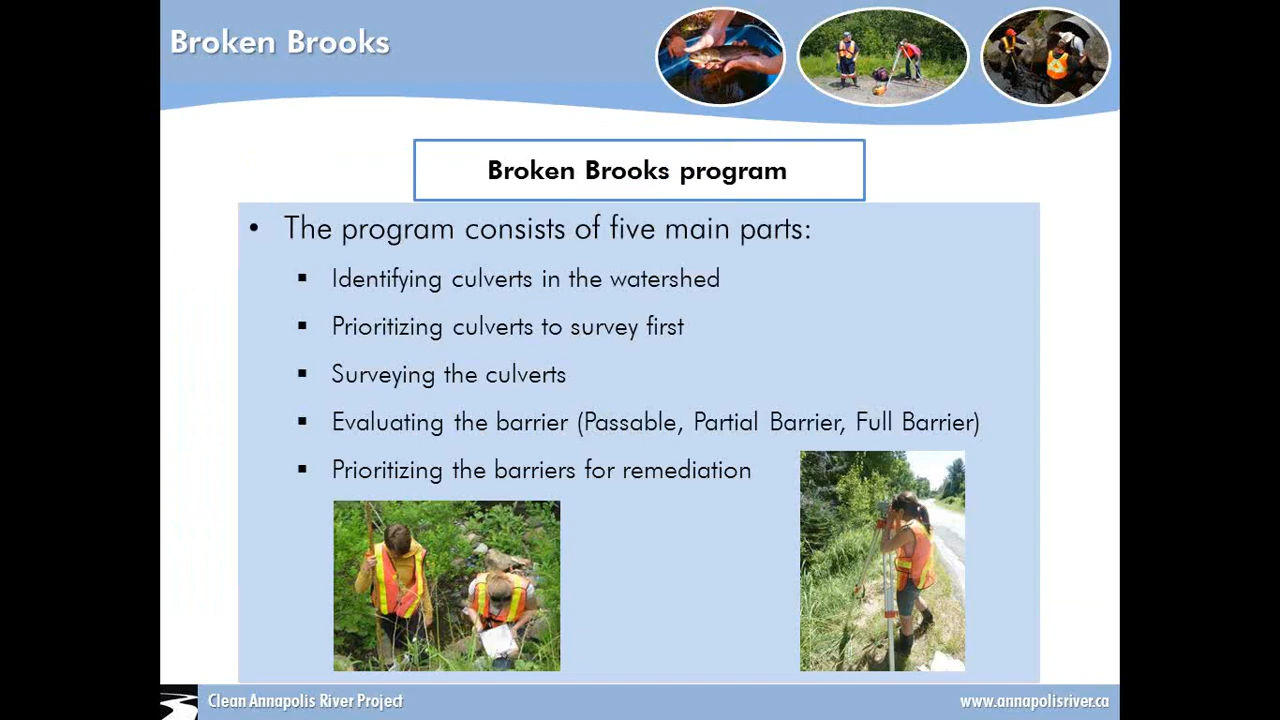 Broken Brooks
Broken Brooks program
• The program consists of five main parts:
▪ Identifying culverts in the watershed
▪ Prioritizing culverts to survey first
▪ Surveying the culverts
▪ Evaluating the barrier (Passable, Partial Barrier, Full Barrier)
▪ Prioritizing the barriers for remediation
Clean Annapolis River Project
www.annapolisriver.ca